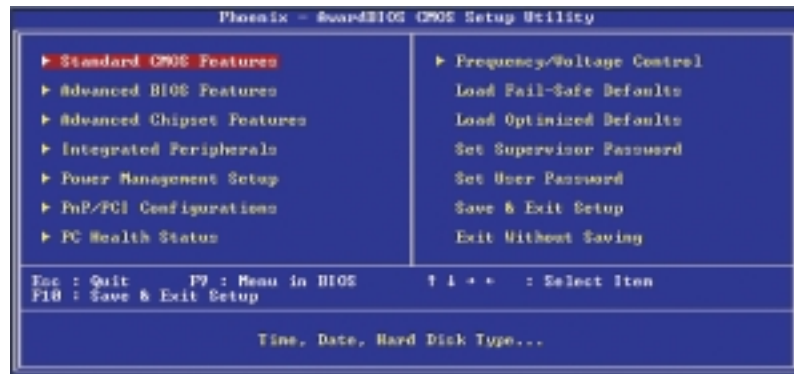 Phoenix - AwardBIOS CMOS Setup Utility
▶ Standard CMOS Features
▶ Advanced BIOS Features
▶ Advanced Chipset Features
▶ Integrated Peripherals
▶ Power Management Setup
▶ PnP/PCI Configurations
▶ PC Health Status
▶ Frequency/Voltage Control
Load Fail-Safe Defaults
Load Optimized Defaults
Set Supervisor Password
Set User Password
Save & Exit Setup
Exit Without Saving
Esc : Quit F9 : Menu in BIOS ↑ ↓ → ← : Select Item
F10 : Save & Exit Setup
Time, Date, Hard Disk Type...